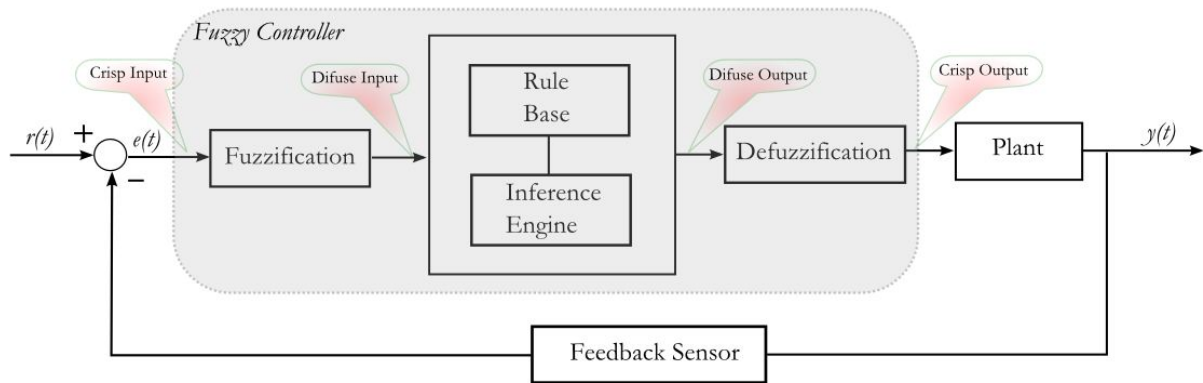 Fuzzy Controller
Crisp Input
Difuse Input
Difuse Output
Crisp Output
r(t)
+
−
e(t)
Fuzzification
Rule
Base
Inference
Engine
Defuzzification
Plant
y(t)
Feedback Sensor